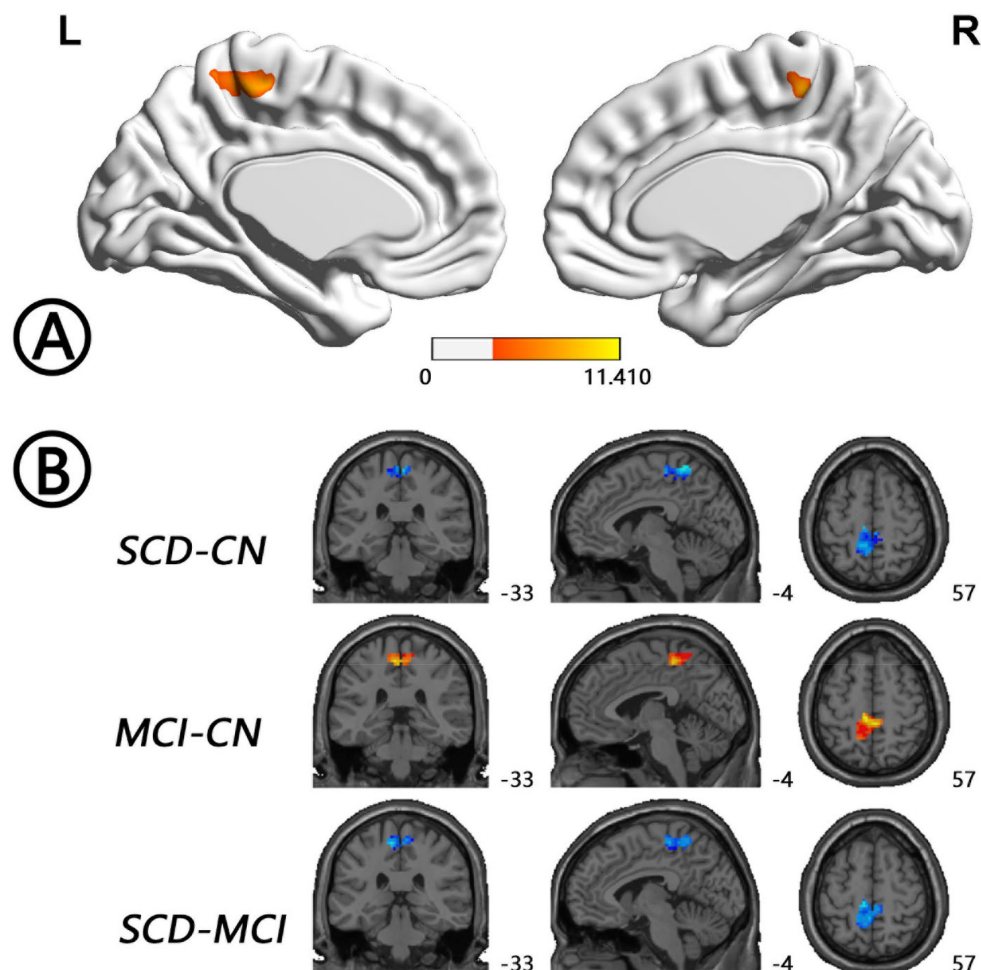 L R
A
0 11.410
B
SCD-CN -33 -4 57
MCI-CN -33 -4 57
SCD-MCI -33 -4 57